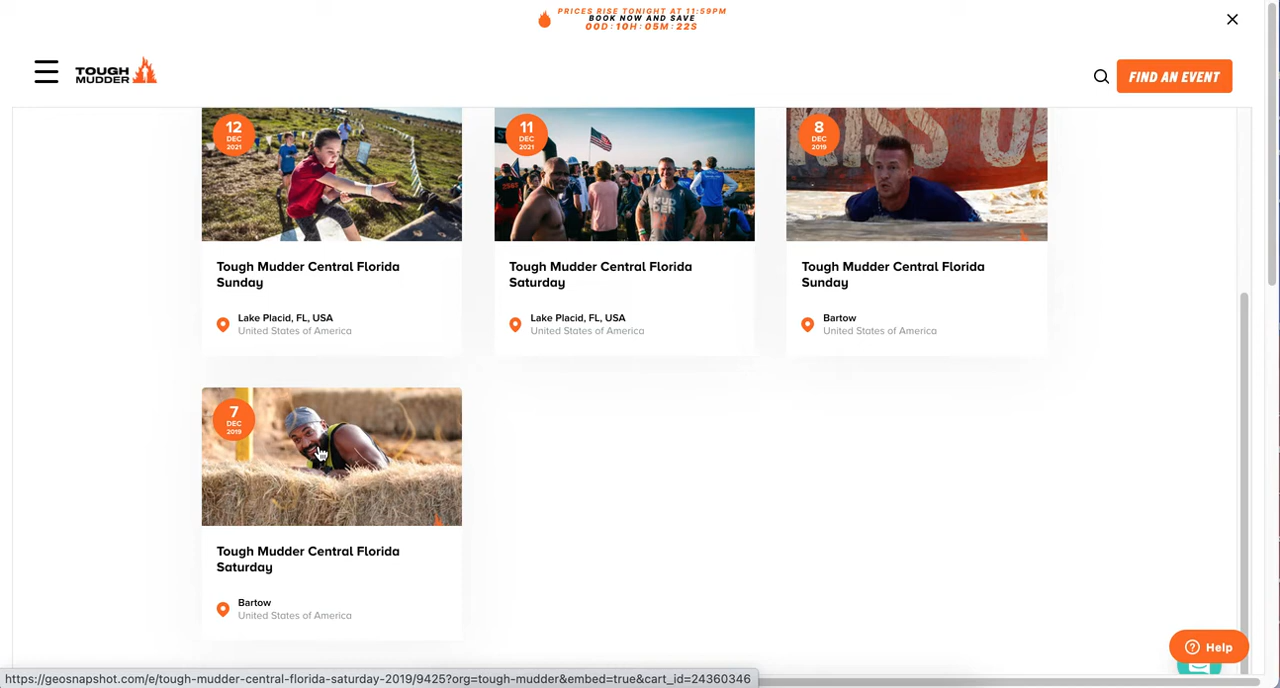 PRICES RISE TONIGHT AT 11:59PM
BOOK NOW AND SAVE
00D : 10H : 05M : 22S
TOUGH
MUDDER
FIND AN EVENT
12
DEC
2021
11
DEC
2021
8
DEC
2019
Tough Mudder Central Florida
Sunday
Lake Placid, FL, USA
United States of America
Tough Mudder Central Florida
Saturday
Lake Placid, FL, USA
United States of America
Tough Mudder Central Florida
Sunday
Bartow
United States of America
7
DEC
2019
Tough Mudder Central Florida
Saturday
Bartow
United States of America
Help
https://geosnapshot.com/e/tough-mudder-central-florida-saturday-2019/9425?org=tough-mudder&embed=true&cart_id=24360346